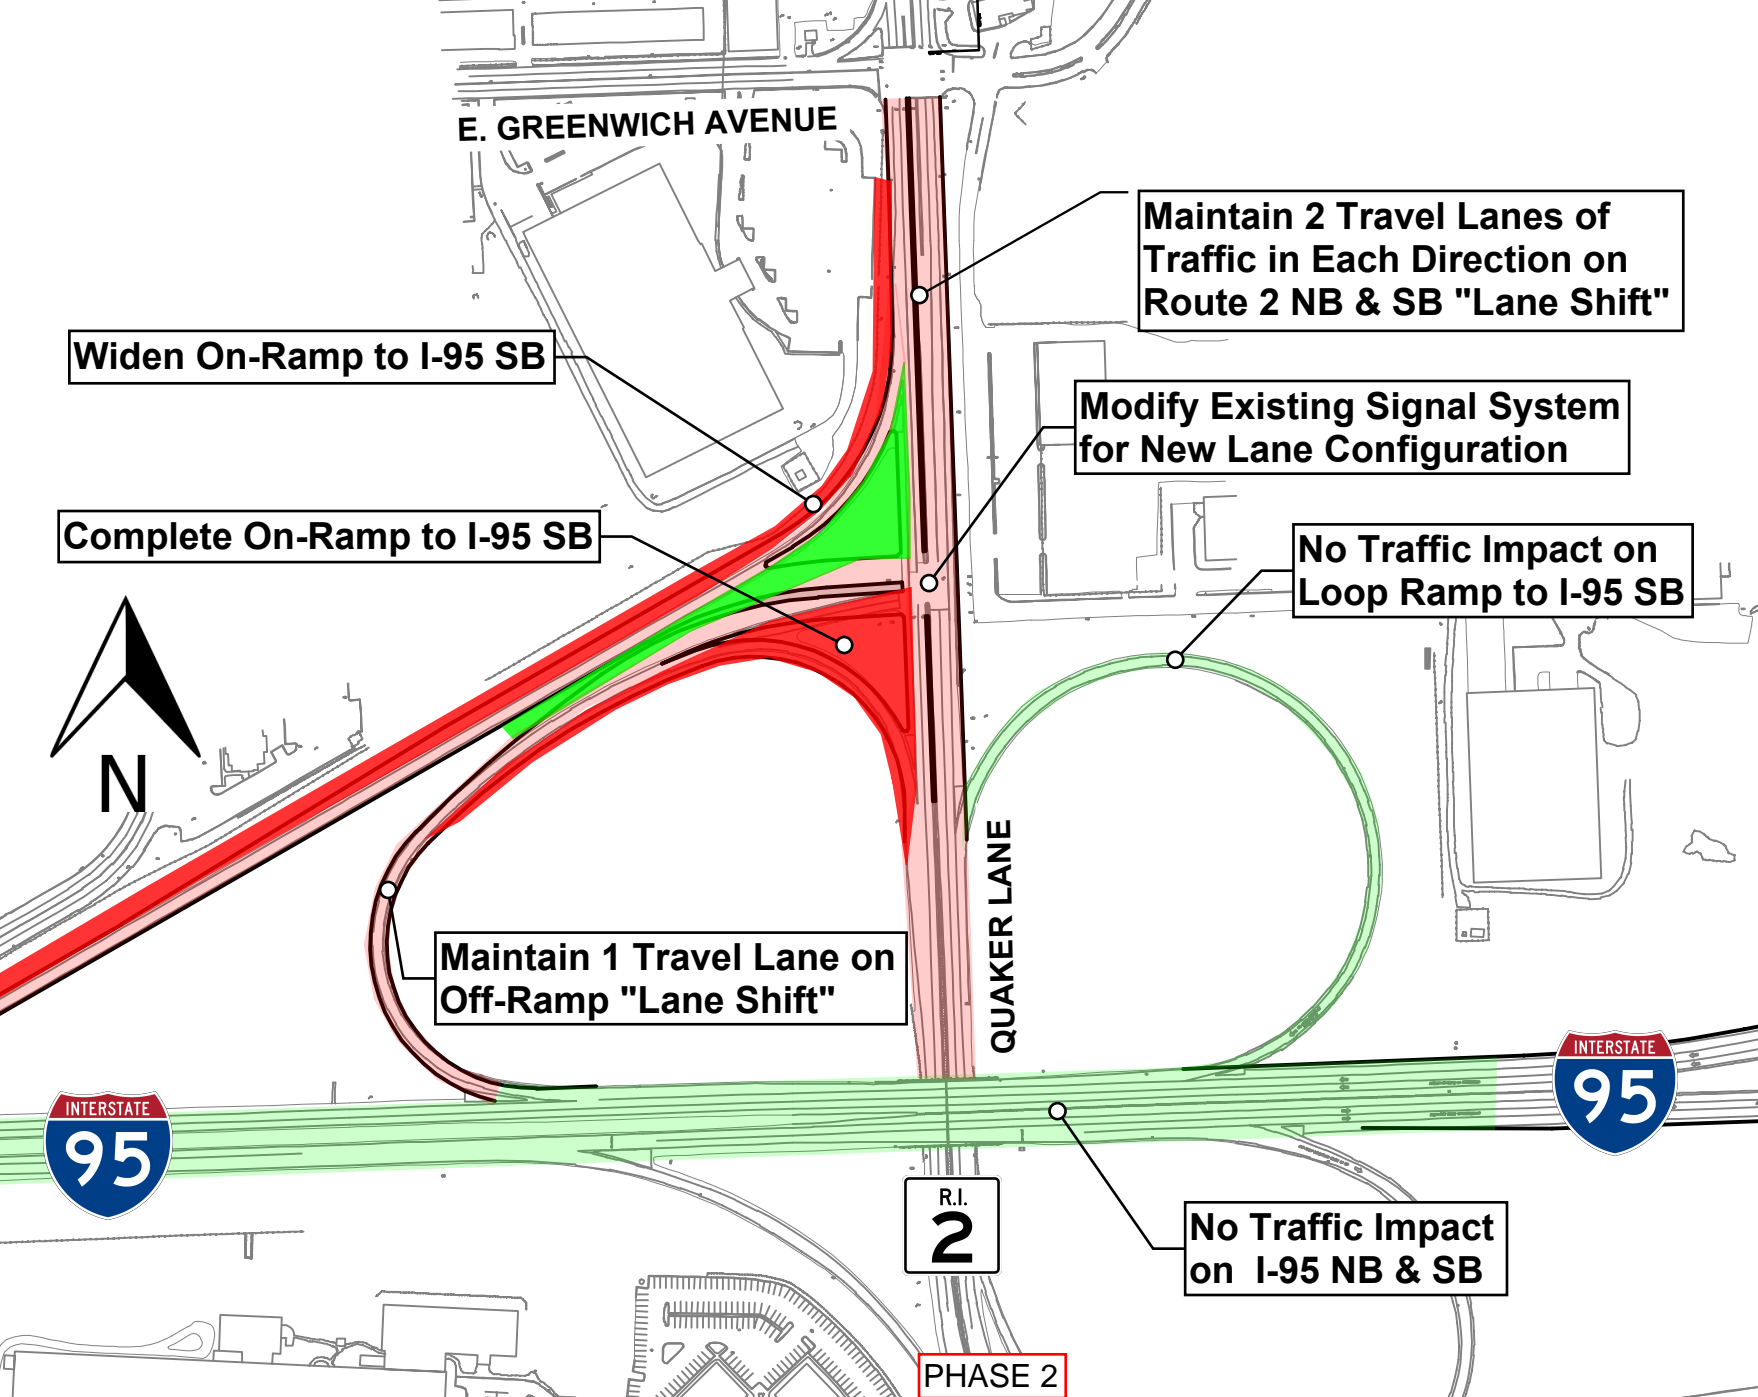 E. GREENWICH AVENUE
Maintain 2 Travel Lanes of
Traffic in Each Direction on
Route 2 NB & SB "Lane Shift"
Widen On-Ramp to I-95 SB
Modify Existing Signal System
for New Lane Configuration
Complete On-Ramp to I-95 SB
No Traffic Impact on
Loop Ramp to I-95 SB
N
QUAKER LANE
Maintain 1 Travel Lane on
Off-Ramp "Lane Shift"
INTERSTATE
95
INTERSTATE
95
R.I.
2
No Traffic Impact
on I-95 NB & SB
PHASE 2